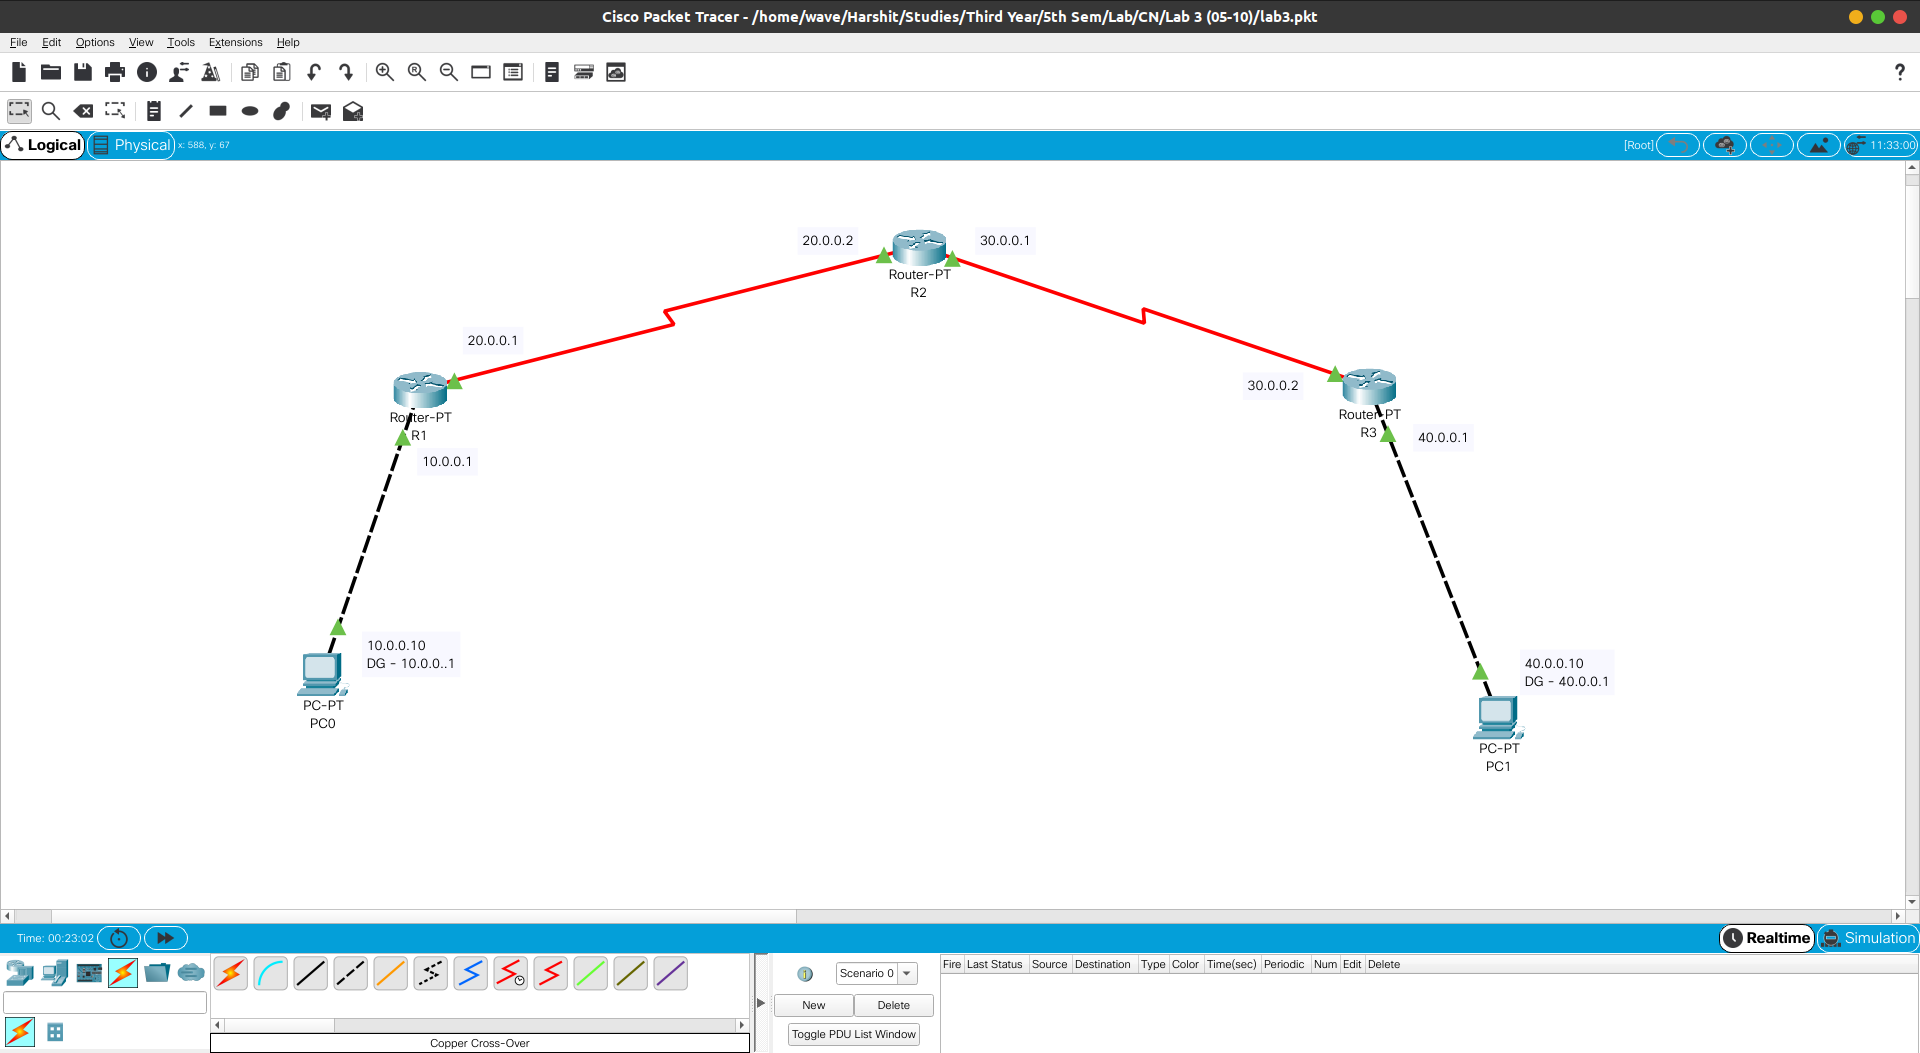 Cisco Packet Tracer - /home/wave/Harshit/Studies/Third Year/5th Sem/Lab/CN/Lab 3 (05-10)/lab3.pkt
File Edit Options View Tools Extensions Help
?
Logical Physical x: 588, y: 67 [Root] 11:33:00
20.0.0.2 30.0.0.1
Router-PT
R2
20.0.0.1
30.0.0.2
Router-PT
R1
Router-PT
R3
40.0.0.1
10.0.0.1
10.0.0.10
DG - 10.0.0..1
40.0.0.10
DG - 40.0.0.1
PC-PT
PC0
PC-PT
PC1
Time: 00:23:02 Realtime Simulation
Scenario 0
Fire Last Status Source Destination Type Color Time(sec) Periodic Num Edit Delete
New Delete
Toggle PDU List Window
Copper Cross-Over